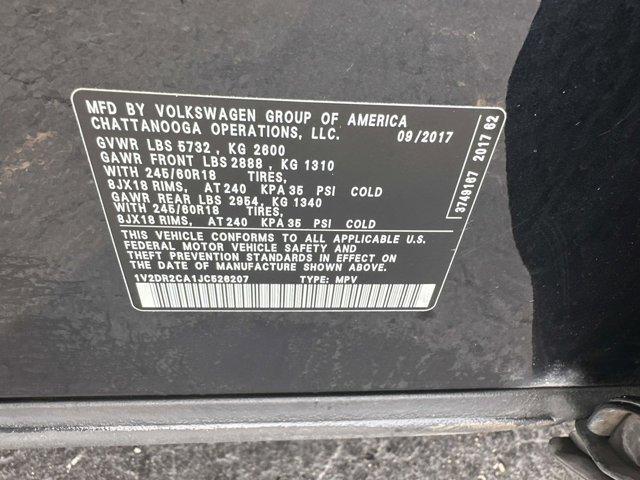 MFD BY VOLKSWAGEN GROUP OF AMERICA
CHATTANOOGA OPERATIONS, LLC. 09/2017
GVWR LBS 5732 , KG 2600
GAWR FRONT LBS 2888 , KG 1310
WITH 245/60R18 TIRES,
8JX18 RIMS, AT 240 KPA 35 PSI COLD
GAWR REAR LBS 2954, KG 1340
WITH 245/60R18 TIRES,
8JX18 RIMS, AT 240 KPA 35 PSI COLD
THIS VEHICLE CONFORMS TO ALL APPLICABLE U.S.
FEDERAL MOTOR VEHICLE SAFETY AND
THEFT PREVENTION STANDARDS IN EFFECT
ON THE DATE OF MANUFACTURE SHOWN ABOVE.
1V2DR2CA1JC526207 TYPE: MPV
3749167 2017 62